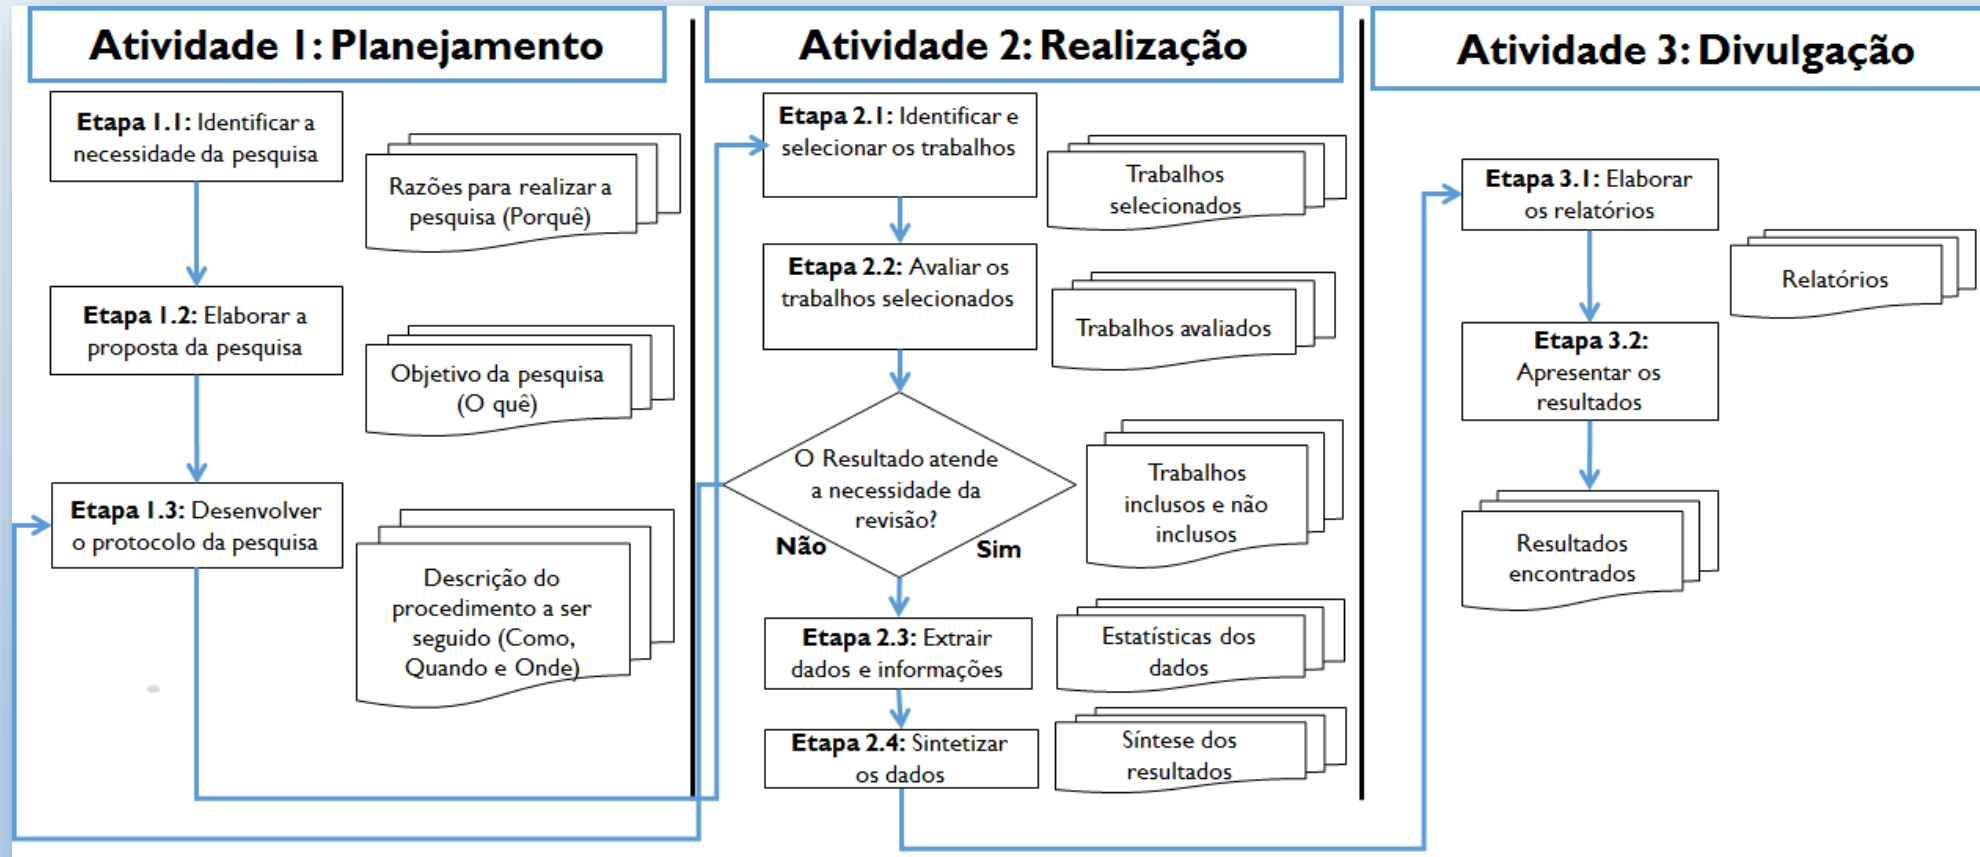 Atividade 1: Planejamento
Etapa 1.1: Identificar a
necessidade da pesquisa
Razões para realizar a
pesquisa (Porquê)
Etapa 1.2: Elaborar a
proposta da pesquisa
Objetivo da pesquisa
(O quê)
Etapa 1.3: Desenvolver
o protocolo da pesquisa
Descrição do
procedimento a ser
seguido (Como,
Quando e Onde)
Atividade 2: Realização
Etapa 2.1: Identificar e
selecionar os trabalhos
Trabalhos
selecionados
Etapa 2.2: Avaliar os
trabalhos selecionados
Trabalhos avaliados
O Resultado atende
a necessidade da
revisão?
Não
Sim
Trabalhos
inclusos e não
inclusos
Etapa 2.3: Extrair
dados e informações
Estatísticas dos
dados
Etapa 2.4: Sintetizar
os dados
Síntese dos
resultados
Atividade 3: Divulgação
Etapa 3.1: Elaborar
os relatórios
Relatórios
Etapa 3.2:
Apresentar os
resultados
Resultados
encontrados